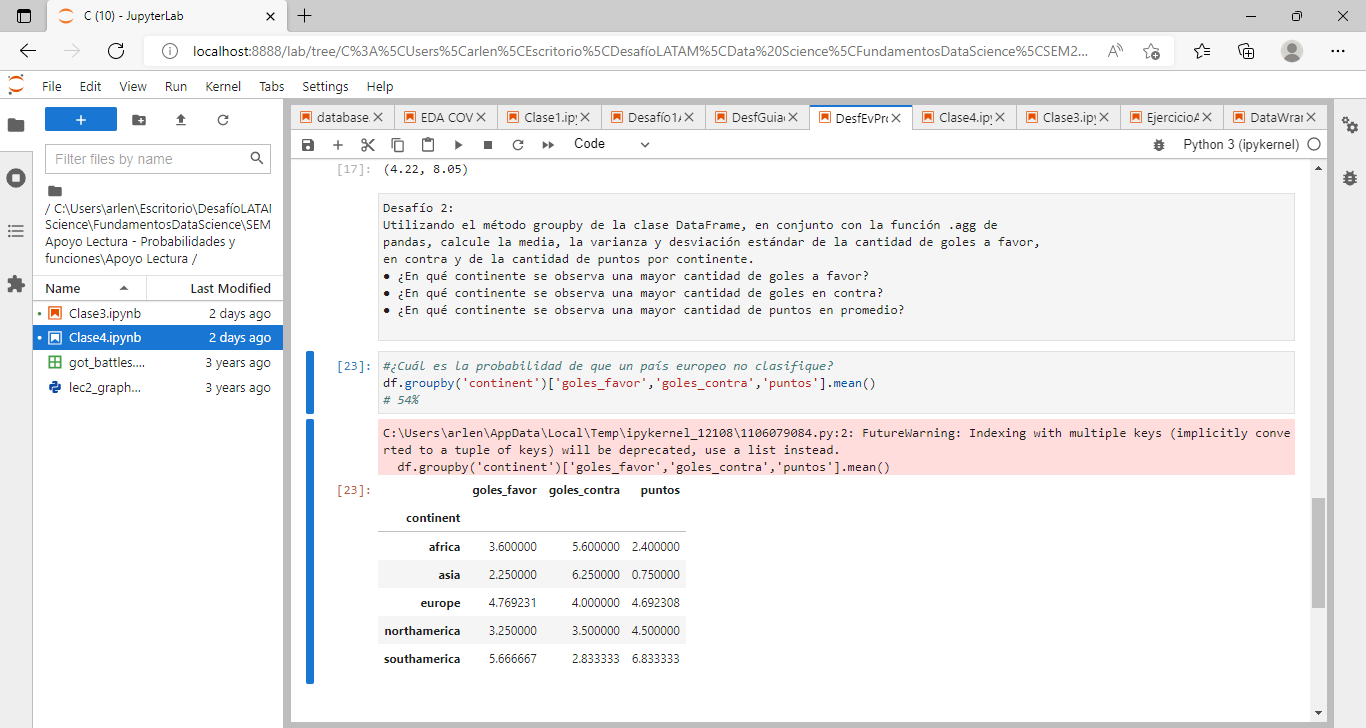 C (10) - JupyterLab
localhost:8888/lab/tree/C%3A%5CUsers%5Carlen%5CEscritorio%5CDesafíoLATAM%5CData%20Science%5CFundamentosDataScience%5CSEM2...
File Edit View Run Kernel Tabs Settings Help
Filter files by name
/ C:\Users\arlen\Escritorio\DesafíoLATAM
Science\FundamentosDataScience\SEM
Apoyo Lectura - Probabilidades y
funciones\Apoyo Lectura /
Name Last Modified
Clase3.ipynb 2 days ago
Clase4.ipynb 2 days ago
got_battles.... 3 years ago
lec2_graph... 3 years ago
database EDA COV Clase1.ipy Desafío1A DesfGuia DesfEvPro Clase4.ipy Clase3.ipy EjercicioA DataWran
Code Python 3 (ipykernel)
[17]: (4.22, 8.05)
Desafío 2:
Utilizando el método groupby de la clase DataFrame, en conjunto con la función .agg de
pandas, calcule la media, la varianza y desviación estándar de la cantidad de goles a favor,
en contra y de la cantidad de puntos por continente.
● ¿En qué continente se observa una mayor cantidad de goles a favor?
● ¿En qué continente se observa una mayor cantidad de goles en contra?
● ¿En qué continente se observa una mayor cantidad de puntos en promedio?
[23]: #¿Cuál es la probabilidad de que un país europeo no clasifique?
df.groupby('continent')['goles_favor','goles_contra','puntos'].mean()
# 54%
C:\Users\arlen\AppData\Local\Temp\ipykernel_12108\1106079084.py:2: FutureWarning: Indexing with multiple keys (implicitly conve
rted to a tuple of keys) will be deprecated, use a list instead.
df.groupby('continent')['goles_favor','goles_contra','puntos'].mean()
[23]: goles_favor goles_contra puntos
continent
africa 3.600000 5.600000 2.400000
asia 2.250000 6.250000 0.750000
europe 4.769231 4.000000 4.692308
northamerica 3.250000 3.500000 4.500000
southamerica 5.666667 2.833333 6.833333